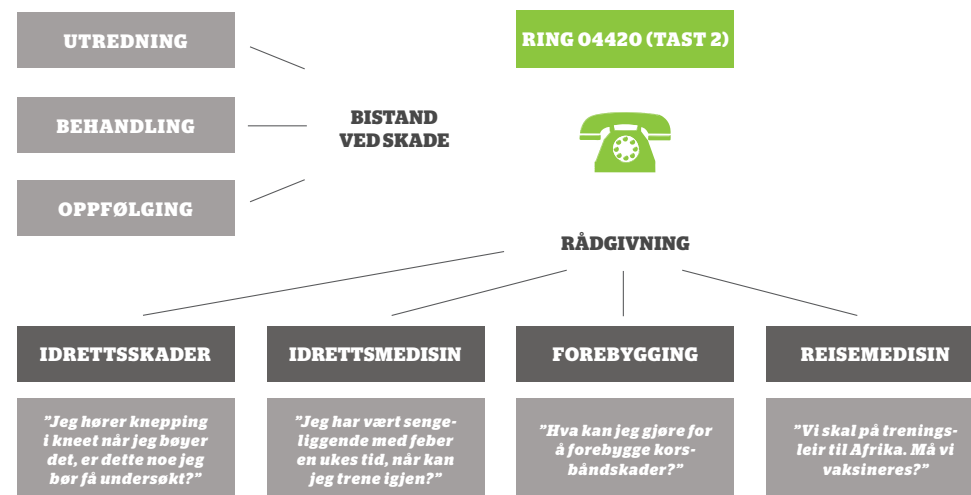 UTREDNING
BEHANDLING
OPPFØLGING
BISTAND
VED SKADE
RING 04420 (TAST 2)
RÅDGIVNING
IDRETTSSKADER
”Jeg hører knepping
i kneet når jeg bøyer
det, er dette noe jeg
bør få undersøkt?”
IDRETTSMEDISIN
”Jeg har vært senge-
liggende med feber
en ukes tid, når kan
jeg trene igjen?”
FOREBYGGING
”Hva kan jeg gjøre for
å forebygge kors-
båndskader?”
REISEMEDISIN
”Vi skal på trenings-
leir til Afrika. Må vi
vaksineres?”